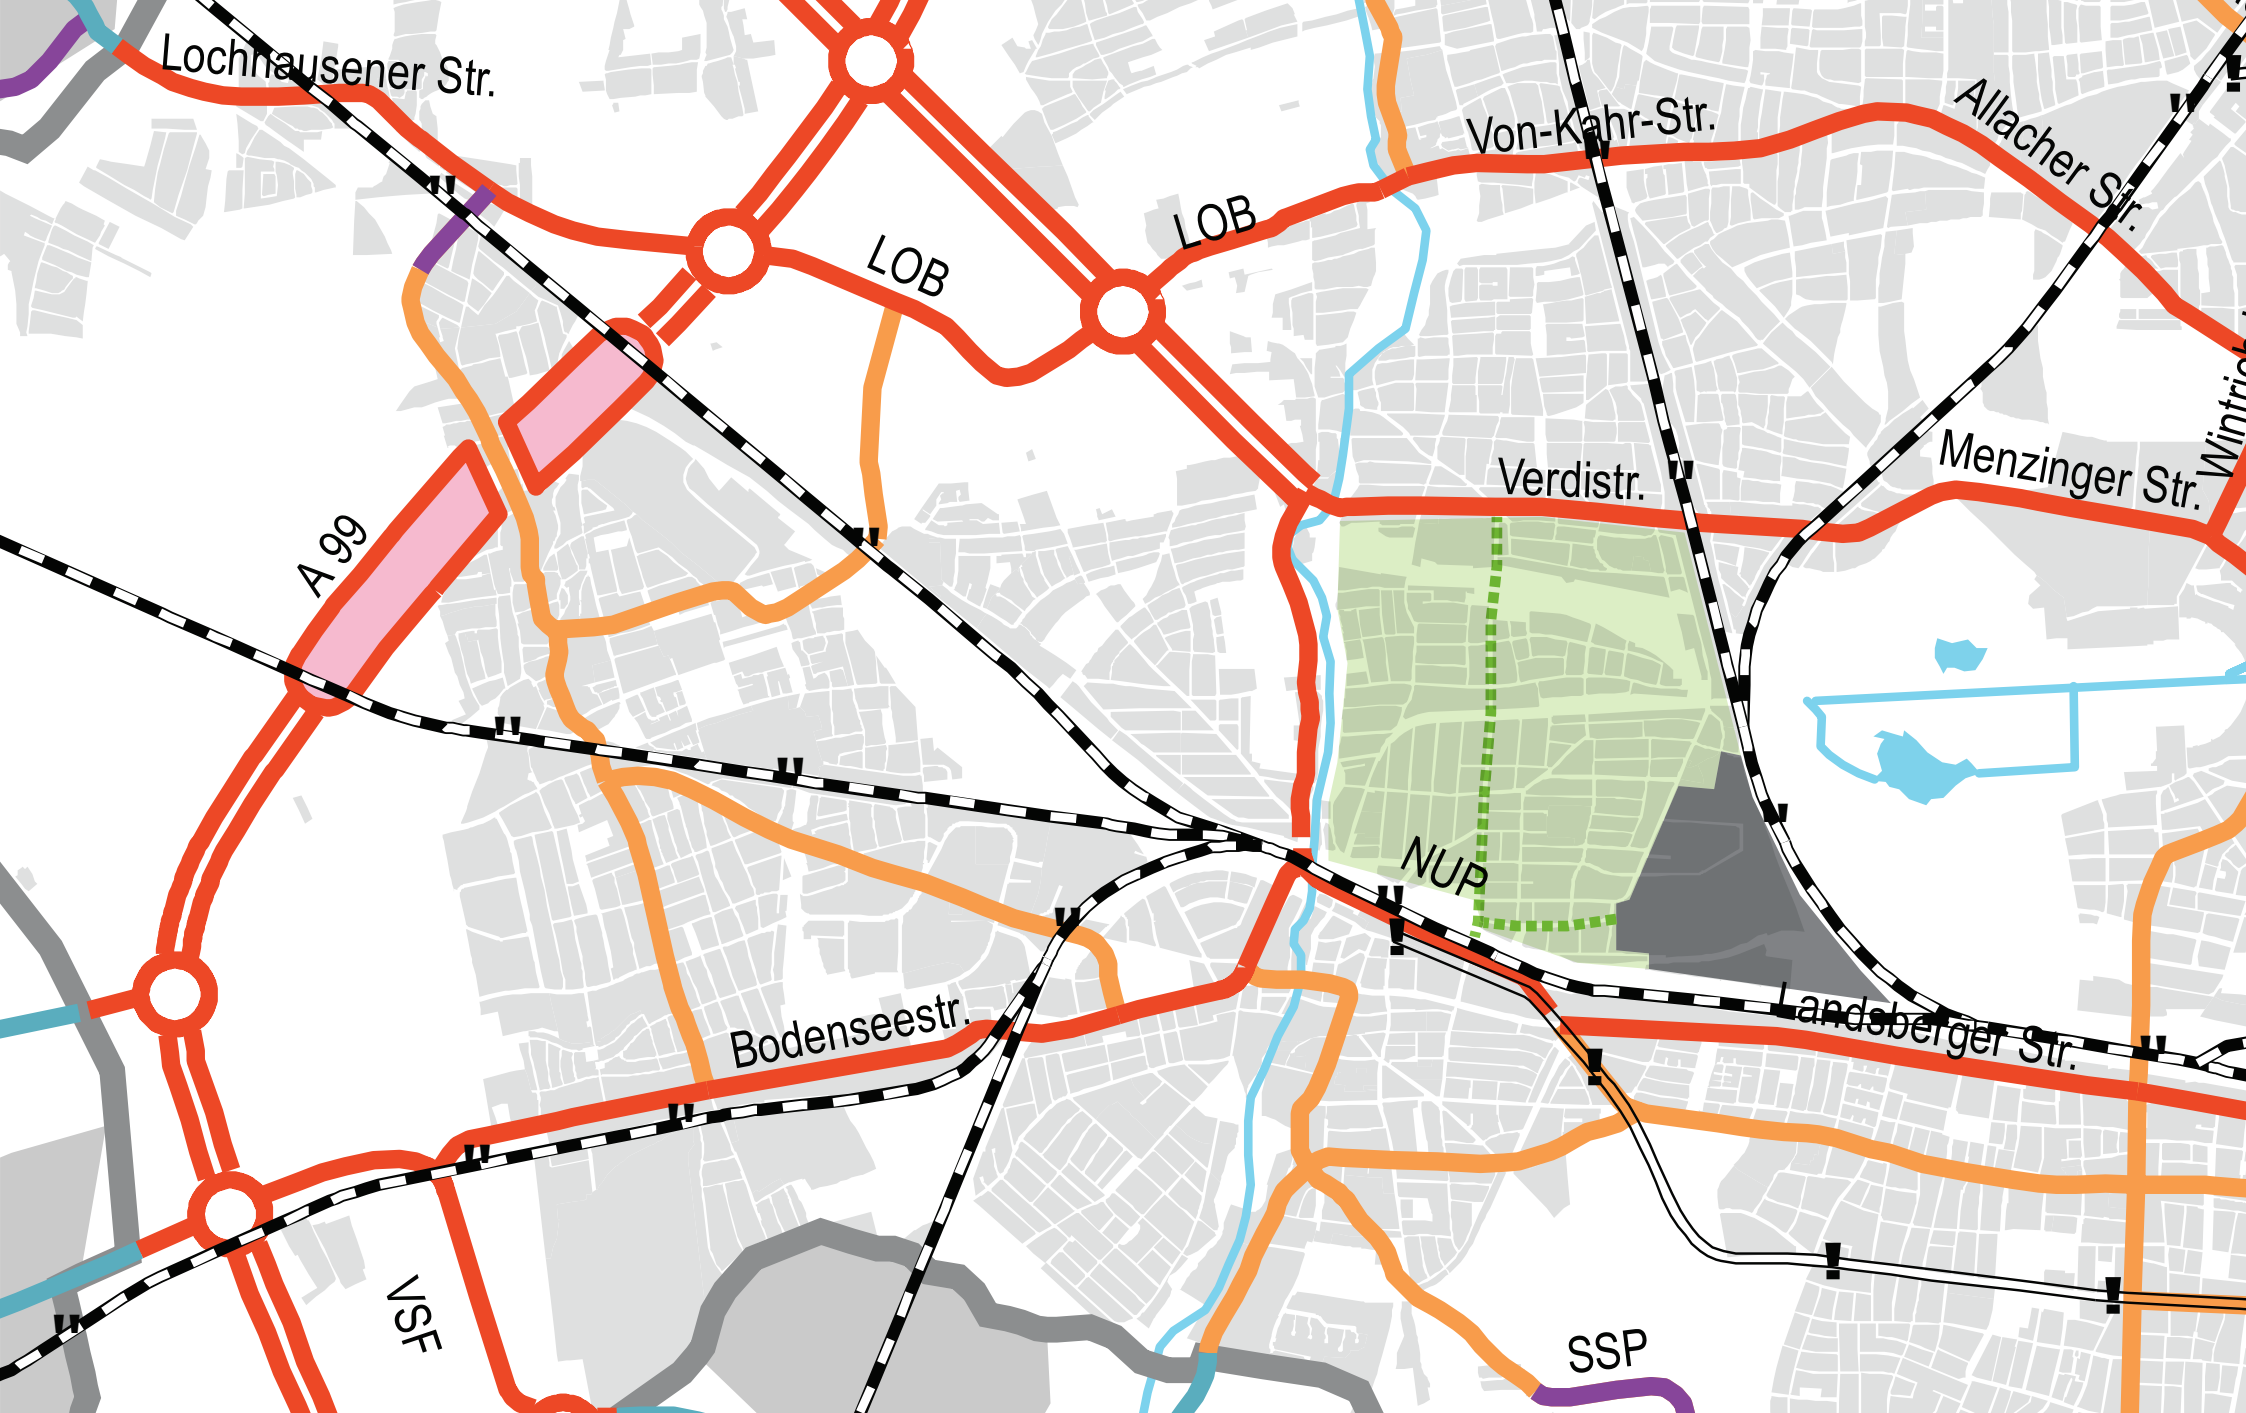 Lochhausener Str.
Von-Kahr-Str.
Allacher Str.
LOB
LOB
Verdistr.
Menzinger Str.
A 99
NUP
Bodenseestr.
Landsberger Str.
VSF
SSP